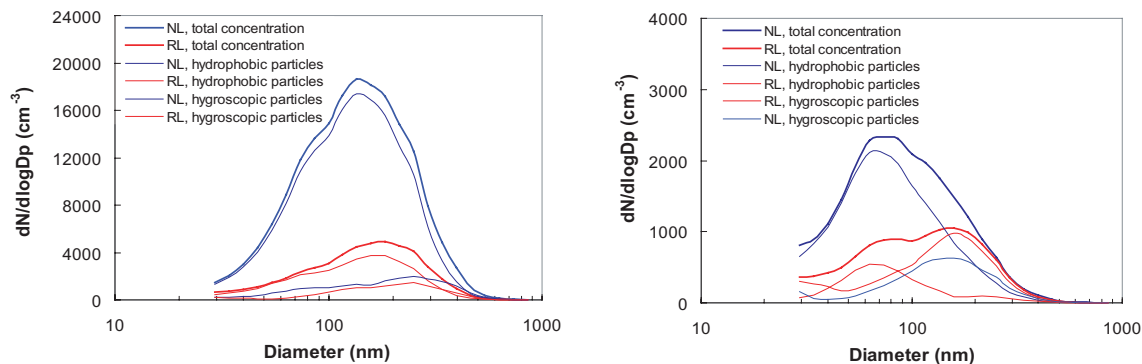 24000
20000
16000
12000
8000
4000
0
dN/dlogDp (cm-3)
NL, total concentration
RL, total concentration
NL, hydrophobic particles
RL, hydrophobic particles
NL, hygroscopic particles
RL, hygroscopic particles
10 100 1000
Diameter (nm)
4000
3000
2000
1000
0
dN/dlogDp (cm-3)
NL, total concentration
RL, total concentration
NL, hydrophobic particles
RL, hydrophobic particles
RL, hygroscopic particles
NL, hygroscopic particles
10 100 1000
Diameter (nm)